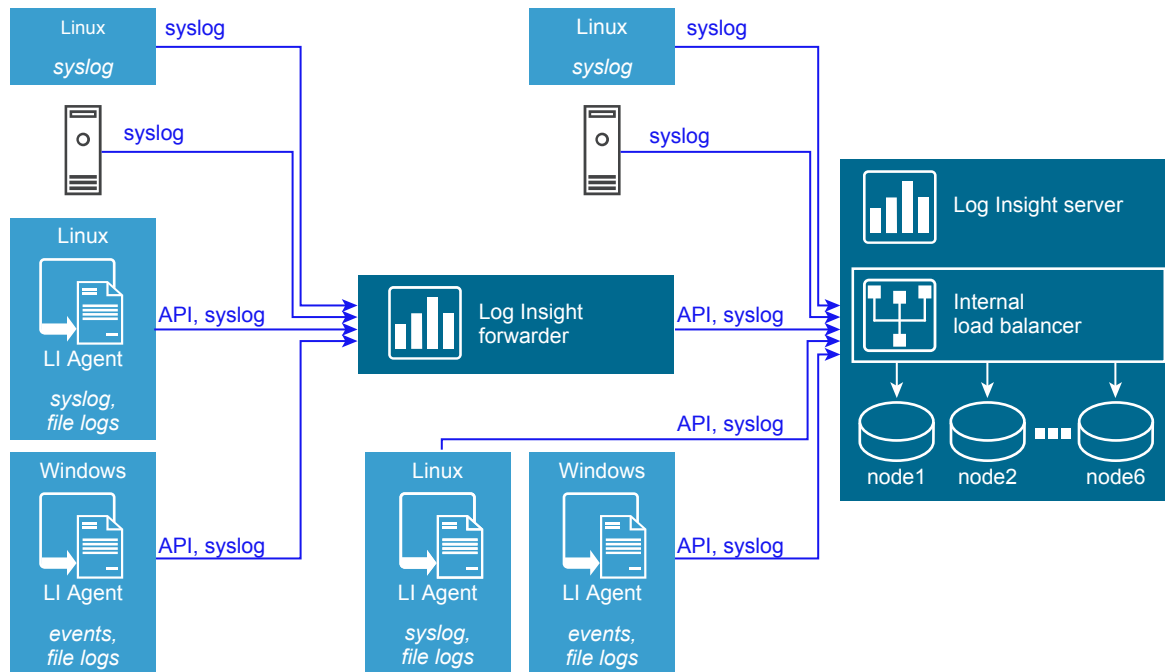 Linux
syslog
syslog
syslog
Linux
LI Agent
syslog,
file logs
API, syslog
Windows
LI Agent
events,
file logs
API, syslog
Log Insight
forwarder
API, syslog
Linux
syslog
syslog
syslog
Linux
LI Agent
syslog,
file logs
API, syslog
Windows
LI Agent
events,
file logs
API, syslog
Log Insight server
Internal
load balancer
node1
node2
node6